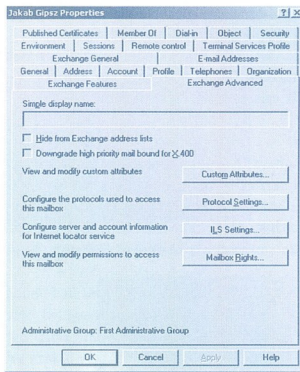 Jakab Gipsz Properties
Published Certificates Member Of Dial-in Object Security
Environment Sessions Remote control Terminal Services Profile
Exchange General E-mail Addresses
General Address Account Profile Telephones Organization
Exchange Features Exchange Advanced
Simple display name:
Hide from Exchange address lists
Downgrade high priority mail bound for X.400
View and modify custom attributes
Custom Attributes...
Configure the protocols used to access
this mailbox
Protocol Settings...
Configure server and account information
for Internet locator service
ILS Settings...
View and modify permissions to access
this mailbox
Mailbox Rights...
Administrative Group: First Administrative Group
OK Cancel Apply Help